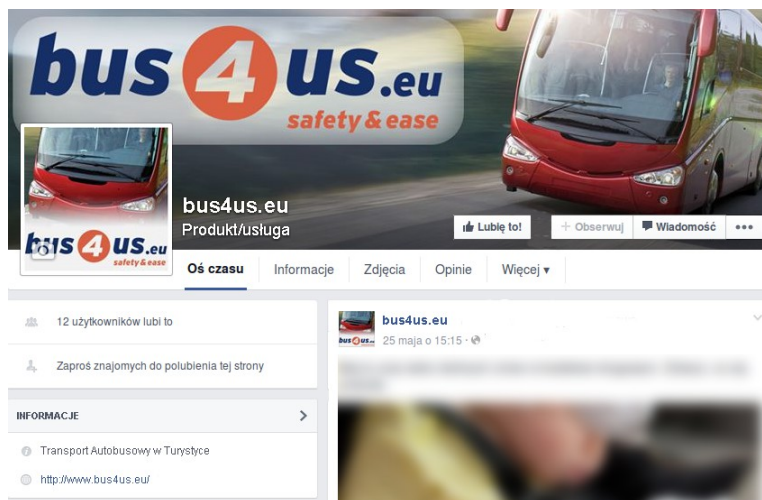 bus4us.eu
safety & ease
bus4us.eu
safety & ease
bus4us.eu
Produkt/usługa
Lubię to!
+ Obserwuj
Wiadomość
Oś czasu
Informacje
Zdjęcia
Opinie
Więcej
12 użytkowników lubi to
Zaproś znajomych do polubienia tej strony
INFORMACJE
Transport Autobusowy w Turystyce
http://www.bus4us.eu/
bus4us.eu
bus4us.eu
25 maja o 15:15 ·